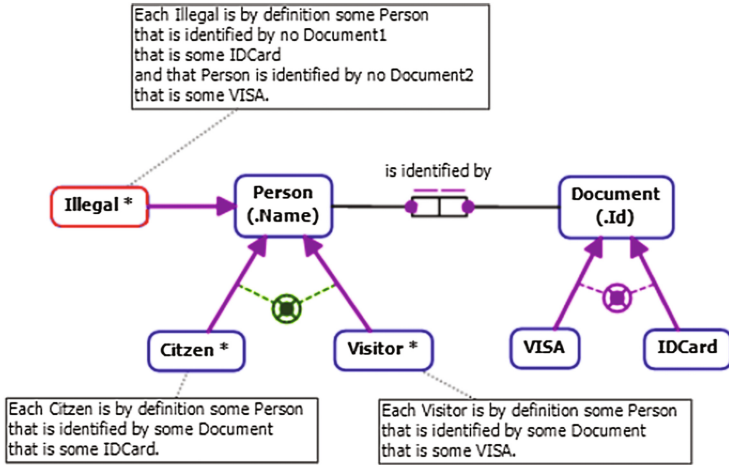 Each Illegal is by definition some Person
that is identified by no Document1
that is some IDCard
and that Person is identified by no Document2
that is some VISA.
is identified by
Illegal *
Person
(.Name)
Document
(.Id)
Citzen *
Visitor *
VISA
IDCard
Each Citzen is by definition some Person
that is identified by some Document
that is some IDCard.
Each Visitor is by definition some Person
that is identified by some Document
that is some VISA.